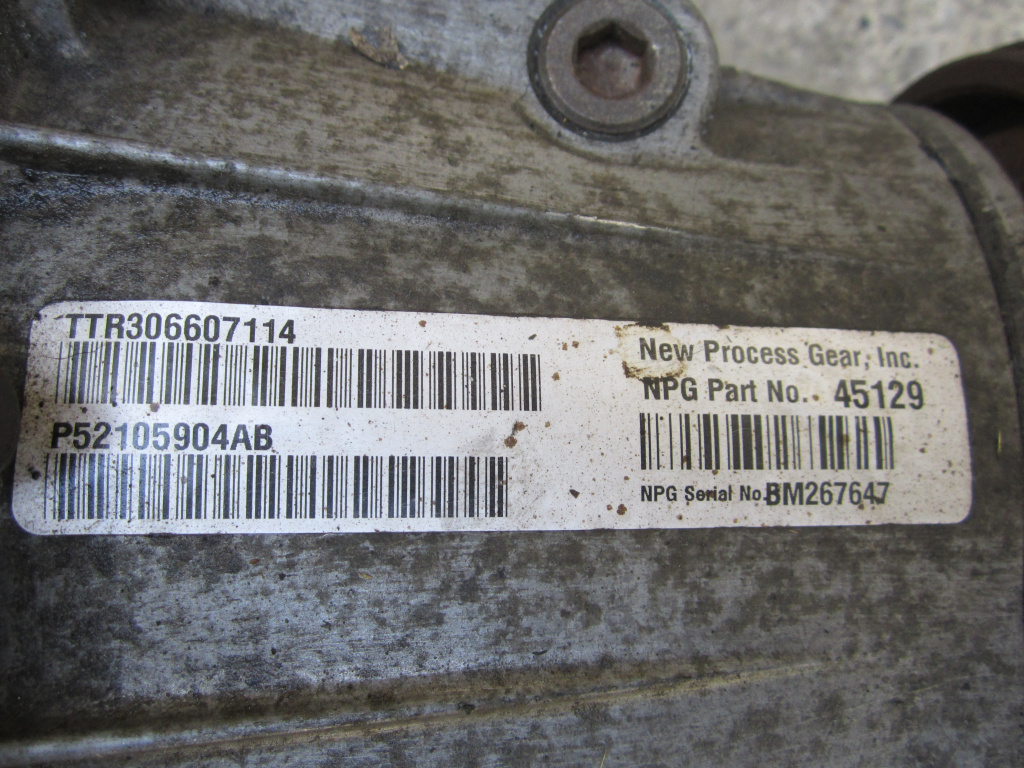 TTR306607114
P52105904AB
New Process Gear, Inc.
NPG Part No. 45129
NPG Serial No. BM267647